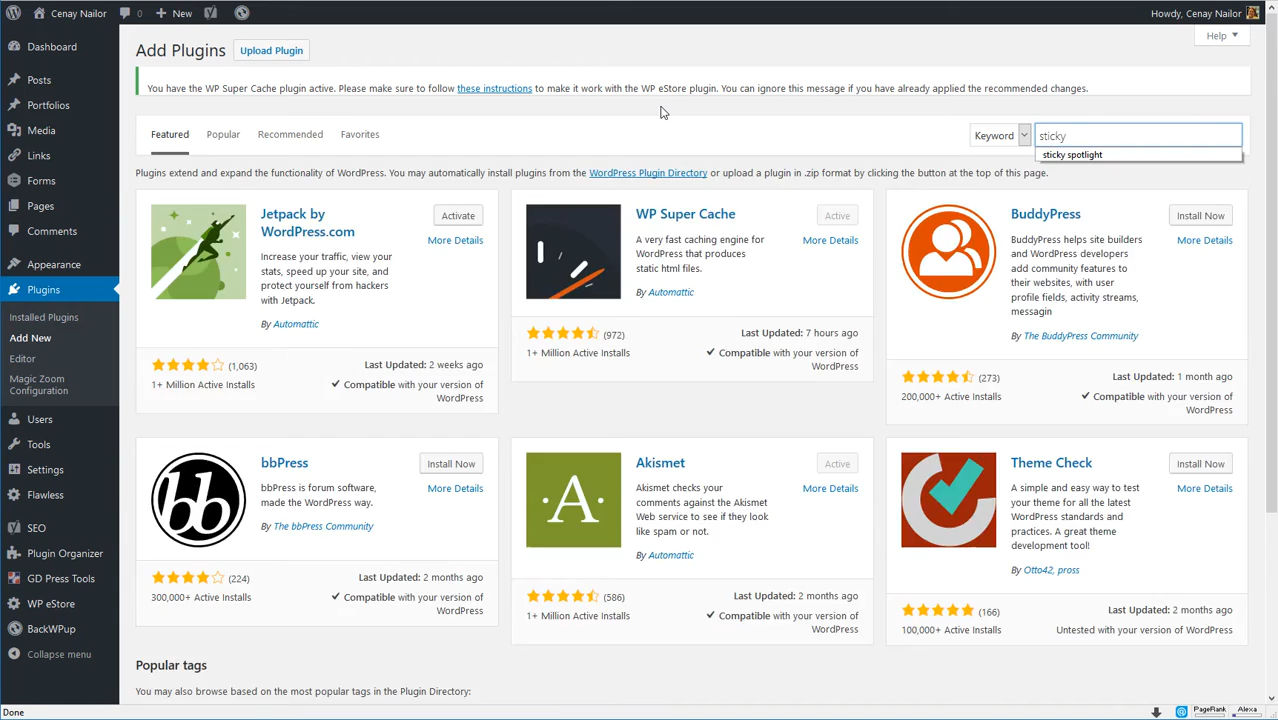 Cenay Nailor
0
+ New
Howdy, Cenay Nailor
Dashboard
Posts
Portfolios
Media
Links
Forms
Pages
Comments
Appearance
Plugins
Installed Plugins
Add New
Editor
Magic Zoom
Configuration
Users
Tools
Settings
Flawless
SEO
Plugin Organizer
GD Press Tools
WP eStore
BackWPup
Collapse menu
Add Plugins
Upload Plugin
Help
You have the WP Super Cache plugin active. Please make sure to follow these instructions to make it work with the WP eStore plugin. You can ignore this message if you have already applied the recommended changes.
Featured
Popular
Recommended
Favorites
Keyword
sticky
sticky spotlight
Plugins extend and expand the functionality of WordPress. You may automatically install plugins from the WordPress Plugin Directory or upload a plugin in .zip format by clicking the button at the top of this page.
Jetpack by
WordPress.com
Activate
More Details
Increase your traffic, view your
stats, speed up your site, and
protect yourself from hackers
with Jetpack.
By Automattic
(1,063)
1+ Million Active Installs
Last Updated: 2 weeks ago
Compatible with your version of
WordPress
WP Super Cache
Active
More Details
A very fast caching engine for
WordPress that produces
static html files.
By Automattic
(972)
1+ Million Active Installs
Last Updated: 7 hours ago
Compatible with your version of
WordPress
BuddyPress
Install Now
More Details
BuddyPress helps site builders
and WordPress developers
add community features to
their websites, with user
profile fields, activity streams,
messagin
By The BuddyPress Community
(273)
200,000+ Active Installs
Last Updated: 1 month ago
Compatible with your version of
WordPress
bb
bbPress
Install Now
More Details
bbPress is forum software,
made the WordPress way.
By The bbPress Community
(224)
300,000+ Active Installs
Last Updated: 2 months ago
Compatible with your version of
WordPress
·A·
Akismet
Active
More Details
Akismet checks your
comments against the Akismet
Web service to see if they look
like spam or not.
By Automattic
(586)
1+ Million Active Installs
Last Updated: 2 months ago
Compatible with your version of
WordPress
Theme Check
Install Now
More Details
A simple and easy way to test
your theme for all the latest
WordPress standards and
practices. A great theme
development tool!
By Otto42, pross
(166)
100,000+ Active Installs
Last Updated: 2 months ago
Untested with your version of WordPress
Popular tags
You may also browse based on the most popular tags in the Plugin Directory:
Done
PageRank
Alexa